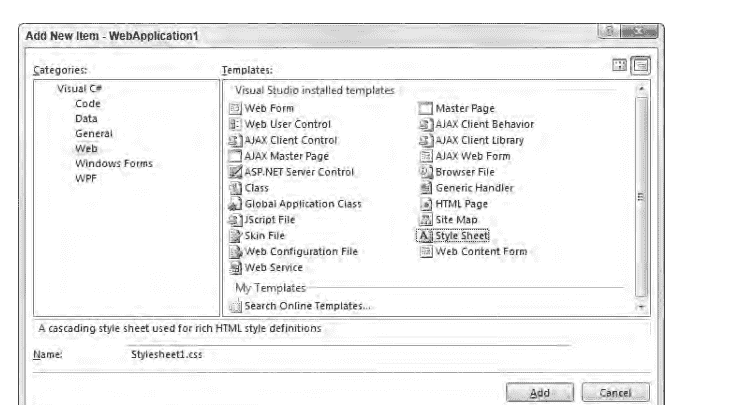 Add New Item - WebApplication1
Categories:
Visual C#
Code
Data
General
Web
Windows Forms
WPF
Templates:
Visual Studio installed templates
Web Form
Web User Control
AJAX Client Control
AJAX Master Page
ASP.NET Server Control
Class
Global Application Class
JScript File
Skin File
Web Configuration File
Web Service
Master Page
AJAX Client Behavior
AJAX Client Library
AJAX Web Form
Browser File
Generic Handler
HTML Page
Site Map
Style Sheet
Web Content Form
My Templates
Search Online Templates...
A cascading style sheet used for rich HTML style definitions
Name:
Stylesheet1.css
Add
Cancel